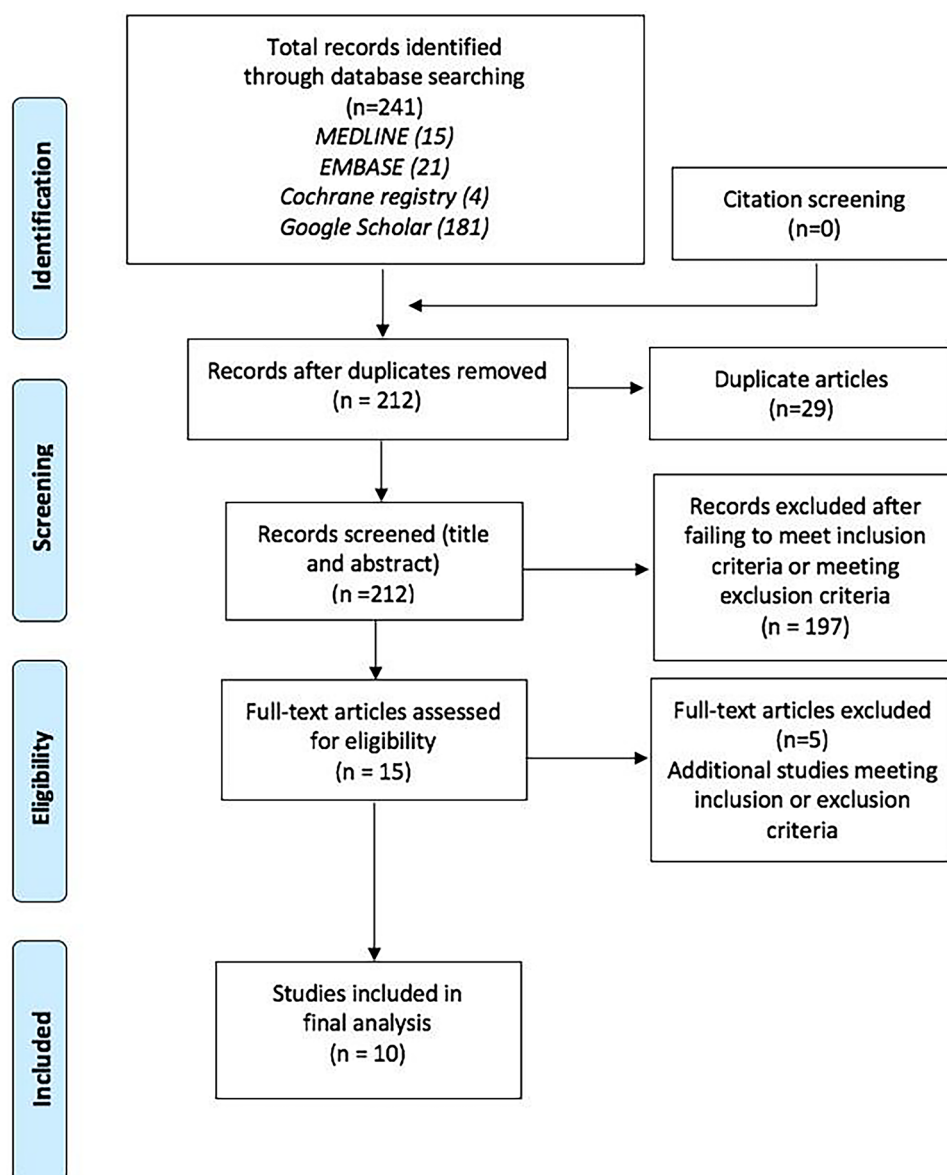 Identification
Total records identified
through database searching
(n=241)
MEDLINE (15)
EMBASE (21)
Cochrane registry (4)
Google Scholar (181)
Citation screening
(n=0)
Screening
Records after duplicates removed
(n = 212)
Duplicate articles
(n=29)
Records screened (title
and abstract)
(n =212)
Records excluded after
failing to meet inclusion
criteria or meeting
exclusion criteria
(n = 197)
Eligibility
Full-text articles assessed
for eligibility
(n = 15)
Full-text articles excluded
(n=5)
Additional studies meeting
inclusion or exclusion
criteria
Included
Studies included in
final analysis
(n = 10)